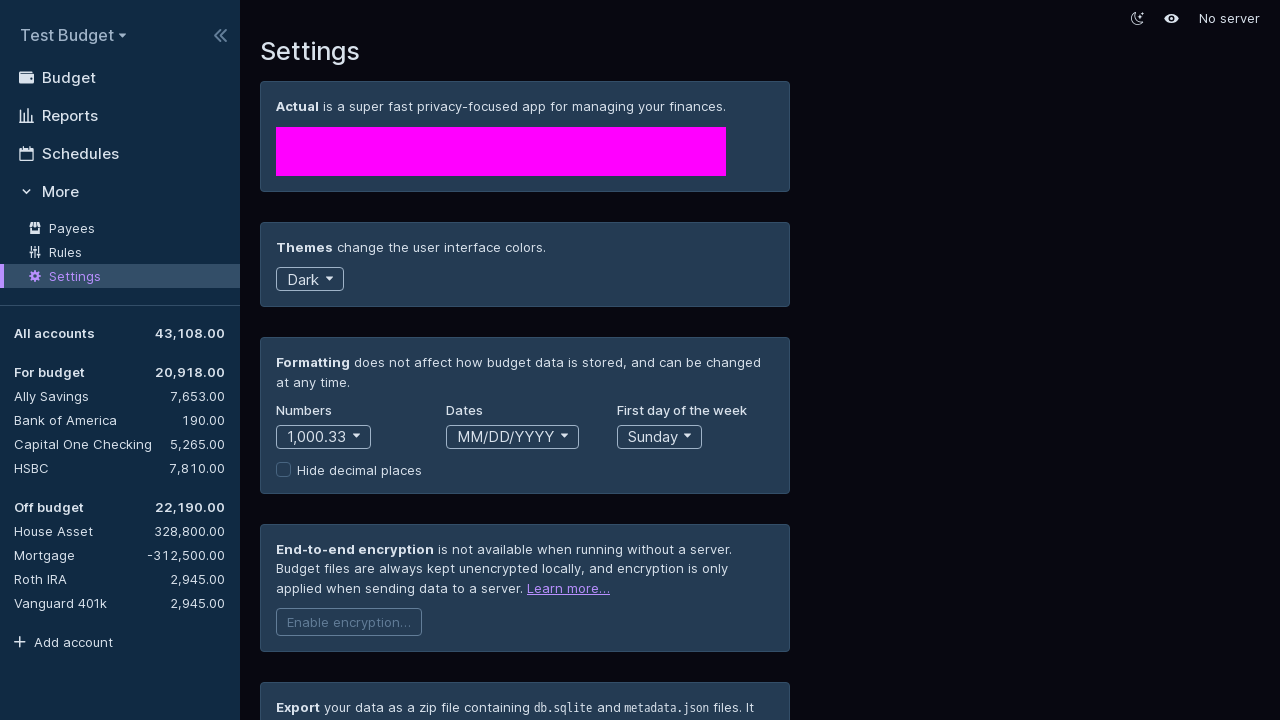 Test Budget
Budget
Reports
Schedules
More
Payees
Rules
Settings
All accounts 43,108.00
For budget 20,918.00
Ally Savings 7,653.00
Bank of America 190.00
Capital One Checking 5,265.00
HSBC 7,810.00
Off budget 22,190.00
House Asset 328,800.00
Mortgage -312,500.00
Roth IRA 2,945.00
Vanguard 401k 2,945.00
Add account
No server
Settings
Actual is a super fast privacy-focused app for managing your finances.
Themes change the user interface colors.
Dark
Formatting does not affect how budget data is stored, and can be changed
at any time.
Numbers Dates First day of the week
1,000.33 MM/DD/YYYY Sunday
Hide decimal places
End-to-end encryption is not available when running without a server.
Budget files are always kept unencrypted locally, and encryption is only
applied when sending data to a server. Learn more…
Enable encryption…
Export your data as a zip file containing db.sqlite and metadata.json files. It